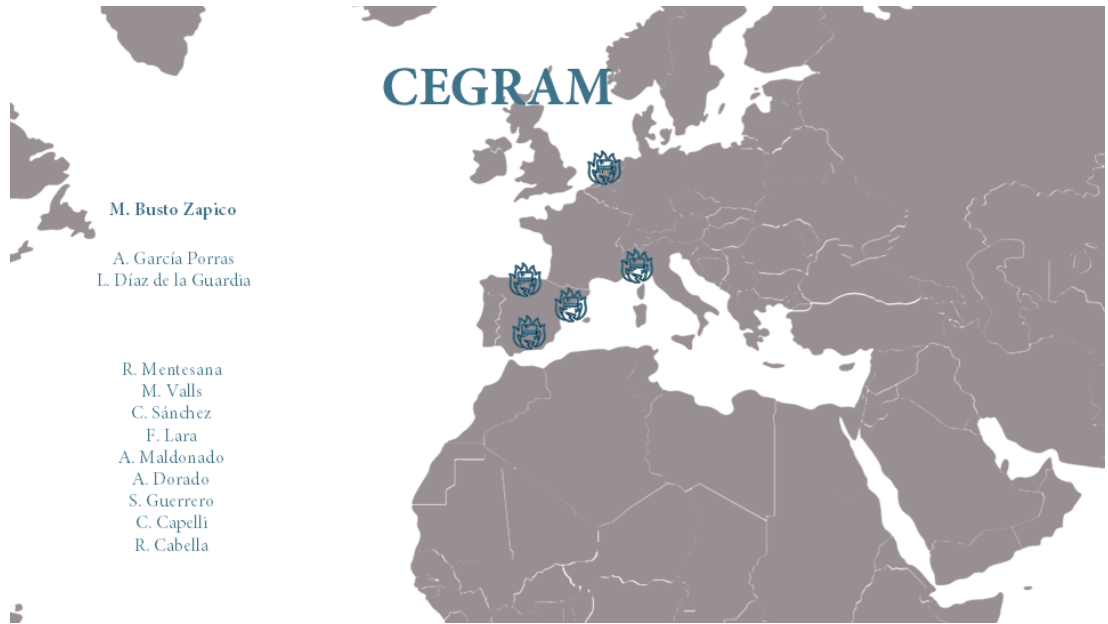 CEGRAM
M. Busto Zapico
A. García Porras
L. Díaz de la Guardia
R. Mentesana
M. Valls
C. Sánchez
F. Lara
A. Maldonado
A. Dorado
S. Guerrero
C. Capelli
R. Cabella